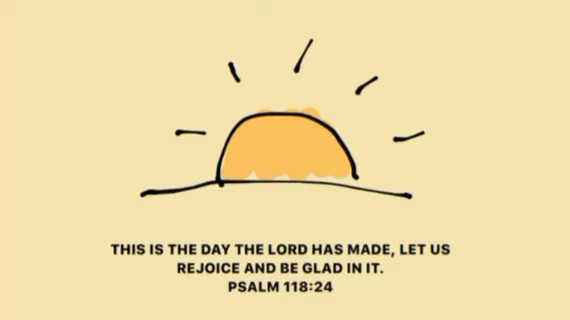 THIS IS THE DAY THE LORD HAS MADE, LET US
REJOICE AND BE GLAD IN IT.
PSALM 118:24